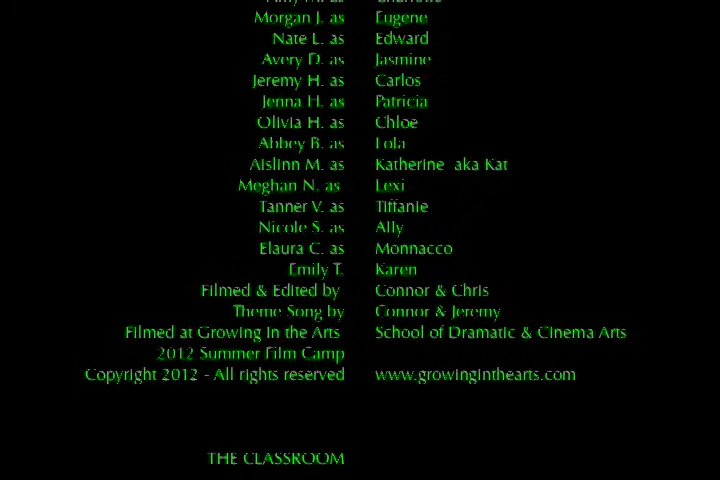 Morgan J. as Eugene
Nate L. as Edward
Avery D. as Jasmine
Jeremy H. as Carlos
Jenna H. as Patricia
Olivia H. as Chloe
Abbey B. as Lola
Aislinn M. as Katherine aka Kat
Meghan N. as Lexi
Tanner V. as Tiffanie
Nicole S. as Ally
Elaura C. as Monnacco
Emily T. Karen
Filmed & Edited by Connor & Chris
Theme Song by Connor & Jeremy
Filmed at Growing in the Arts School of Dramatic & Cinema Arts
2012 Summer Film Camp
Copyright 2012 - All rights reserved www.growinginthearts.com
THE CLASSROOM